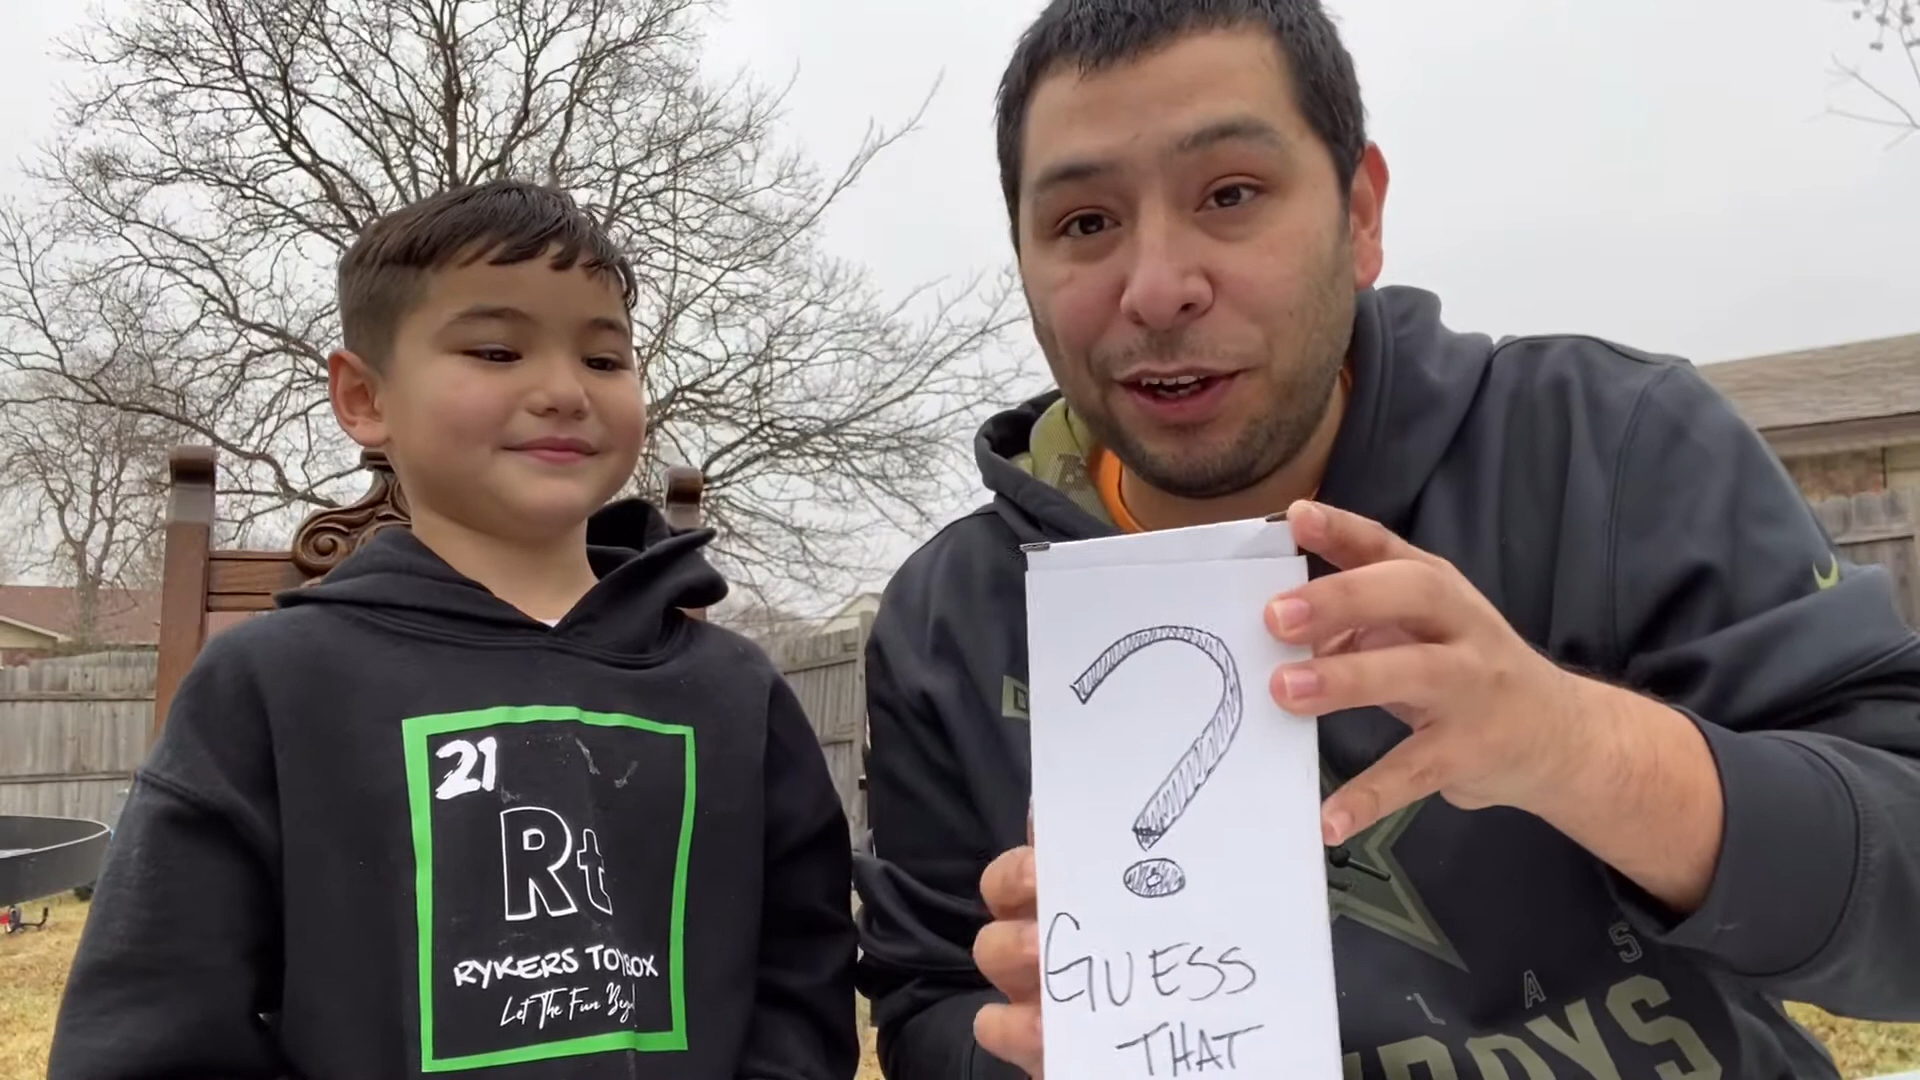 21
Rt
RYKERS TOYBOX
Let The Fun Begin
?
GUESS
THAT